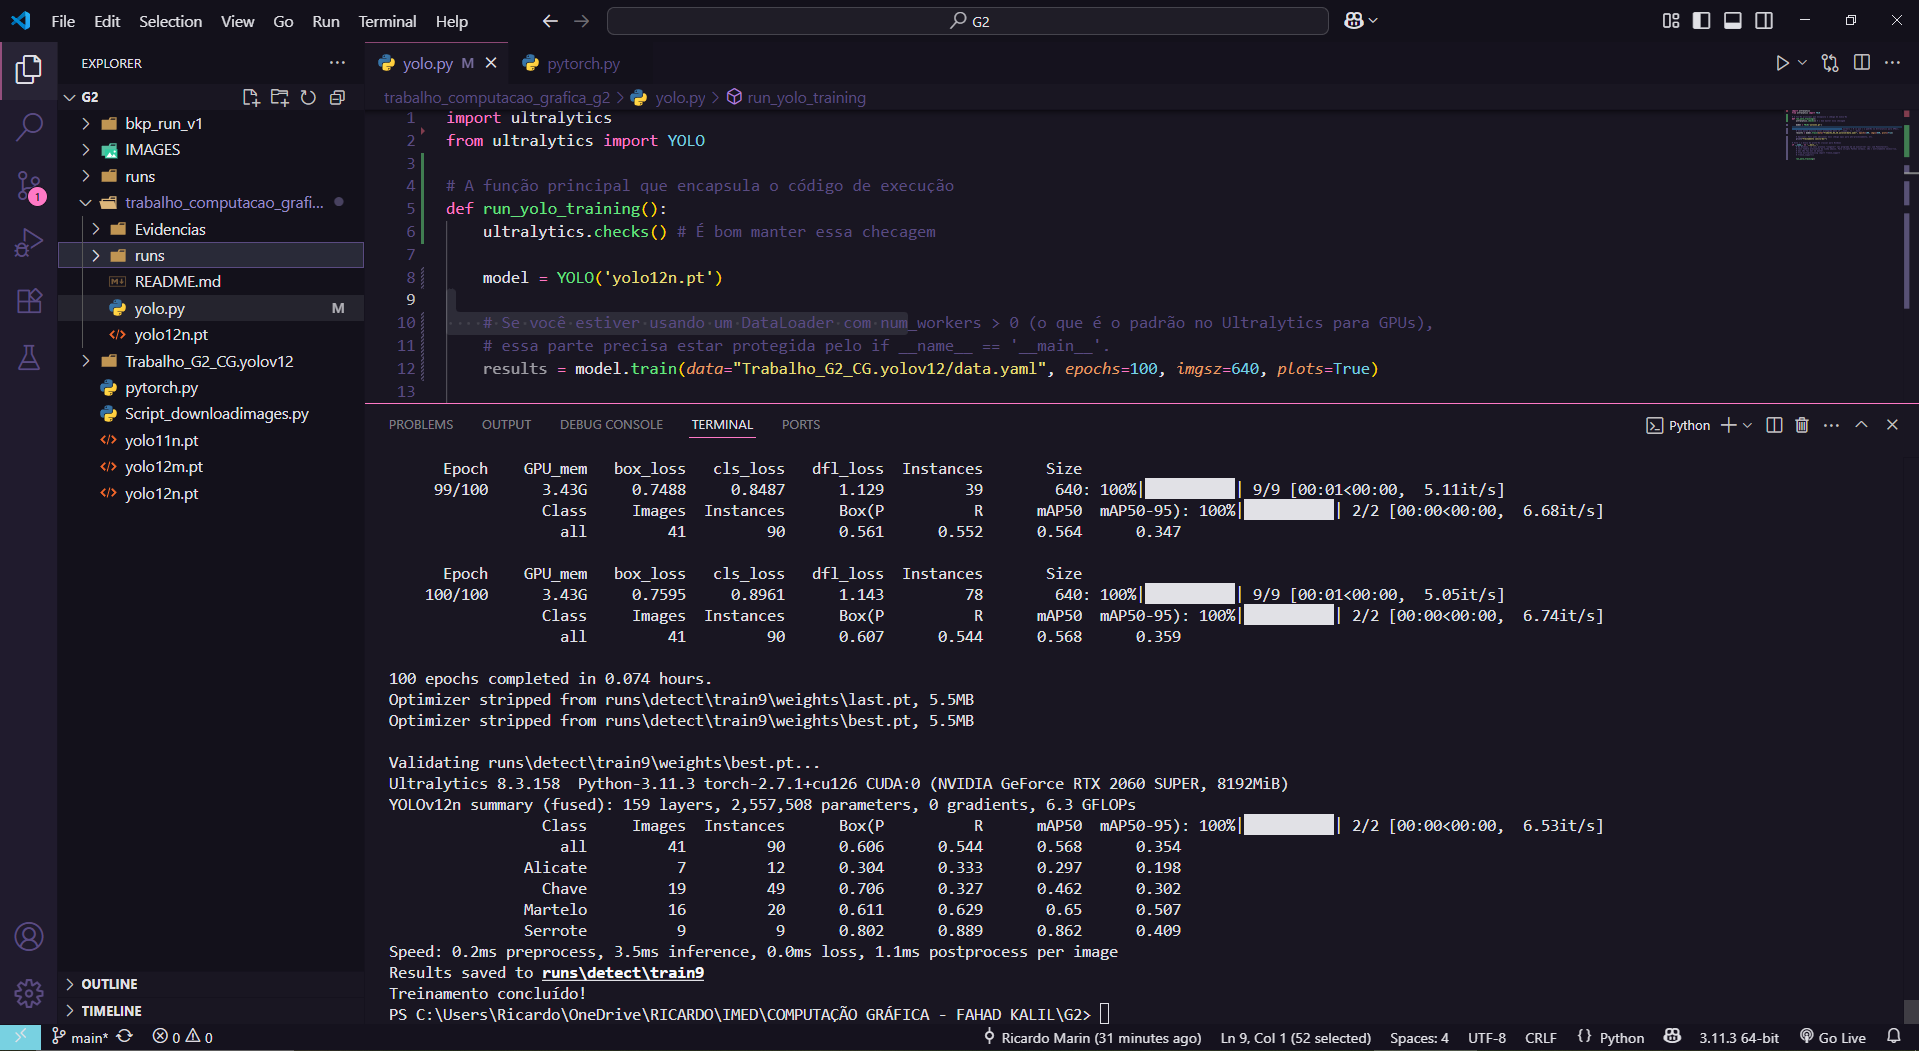 File Edit Selection View Go Run Terminal Help
G2
EXPLORER
G2
bkp_run_v1
IMAGES
runs
trabalho_computacao_grafi...
Evidencias
runs
README.md
yolo.py M
yolo12n.pt
Trabalho_G2_CG.yolov12
pytorch.py
Script_downloadimages.py
yolo11n.pt
yolo12m.pt
yolo12n.pt
OUTLINE
TIMELINE
1
yolo.py M
pytorch.py
trabalho_computacao_grafica_g2 > yolo.py > run_yolo_training
1 import ultralytics
2 from ultralytics import YOLO
3
4 # A função principal que encapsula o código de execução
5 def run_yolo_training():
6 ultralytics.checks() # É bom manter essa checagem
7
8 model = YOLO('yolo12n.pt')
9
10 # Se você estiver usando um DataLoader com num_workers > 0 (o que é o padrão no Ultralytics para GPUs),
11 # essa parte precisa estar protegida pelo if __name__ == '__main__'.
12 results = model.train(data="Trabalho_G2_CG.yolov12/data.yaml", epochs=100, imgsz=640, plots=True)
13
PROBLEMS OUTPUT DEBUG CONSOLE TERMINAL PORTS
Python
Epoch GPU_mem box_loss cls_loss dfl_loss Instances Size
99/100 3.43G 0.7488 0.8487 1.129 39 640: 100%| | 9/9 [00:01<00:00, 5.11it/s]
Class Images Instances Box(P R mAP50 mAP50-95): 100%| | 2/2 [00:00<00:00, 6.68it/s]
all 41 90 0.561 0.552 0.564 0.347
Epoch GPU_mem box_loss cls_loss dfl_loss Instances Size
100/100 3.43G 0.7595 0.8961 1.143 78 640: 100%| | 9/9 [00:01<00:00, 5.05it/s]
Class Images Instances Box(P R mAP50 mAP50-95): 100%| | 2/2 [00:00<00:00, 6.74it/s]
all 41 90 0.607 0.544 0.568 0.359
100 epochs completed in 0.074 hours.
Optimizer stripped from runs\detect\train9\weights\last.pt, 5.5MB
Optimizer stripped from runs\detect\train9\weights\best.pt, 5.5MB
Validating runs\detect\train9\weights\best.pt...
Ultralytics 8.3.158 Python-3.11.3 torch-2.7.1+cu126 CUDA:0 (NVIDIA GeForce RTX 2060 SUPER, 8192MiB)
YOLOv12n summary (fused): 159 layers, 2,557,508 parameters, 0 gradients, 6.3 GFLOPs
Class Images Instances Box(P R mAP50 mAP50-95): 100%| | 2/2 [00:00<00:00, 6.53it/s]
all 41 90 0.606 0.544 0.568 0.354
Alicate 7 12 0.304 0.333 0.297 0.198
Chave 19 49 0.706 0.327 0.462 0.302
Martelo 16 20 0.611 0.629 0.65 0.507
Serrote 9 9 0.802 0.889 0.862 0.409
Speed: 0.2ms preprocess, 3.5ms inference, 0.0ms loss, 1.1ms postprocess per image
Results saved to runs\detect\train9
Treinamento concluído!
PS C:\Users\Ricardo\OneDrive\RICARDO\IMED\COMPUTAÇÃO GRÁFICA - FAHAD KALIL\G2>
main* 0 0 Ricardo Marin (31 minutes ago) Ln 9, Col 1 (52 selected) Spaces: 4 UTF-8 CRLF {} Python 3.11.3 64-bit Go Live